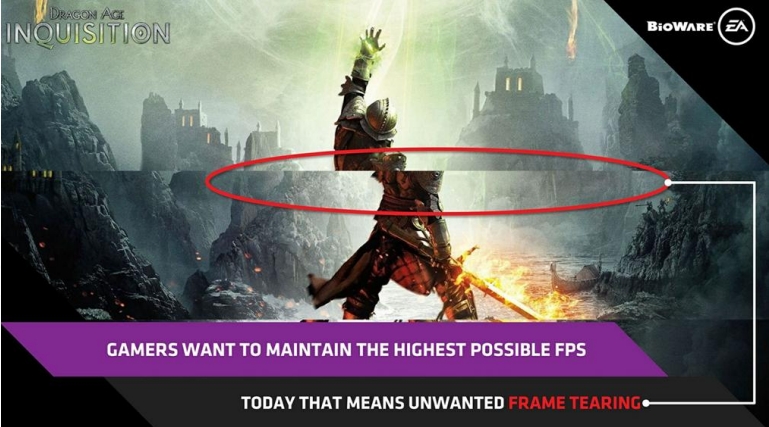 DRAGON AGE
INQUISITION
BIOWARE EA
GAMERS WANT TO MAINTAIN THE HIGHEST POSSIBLE FPS
TODAY THAT MEANS UNWANTED FRAME TEARING